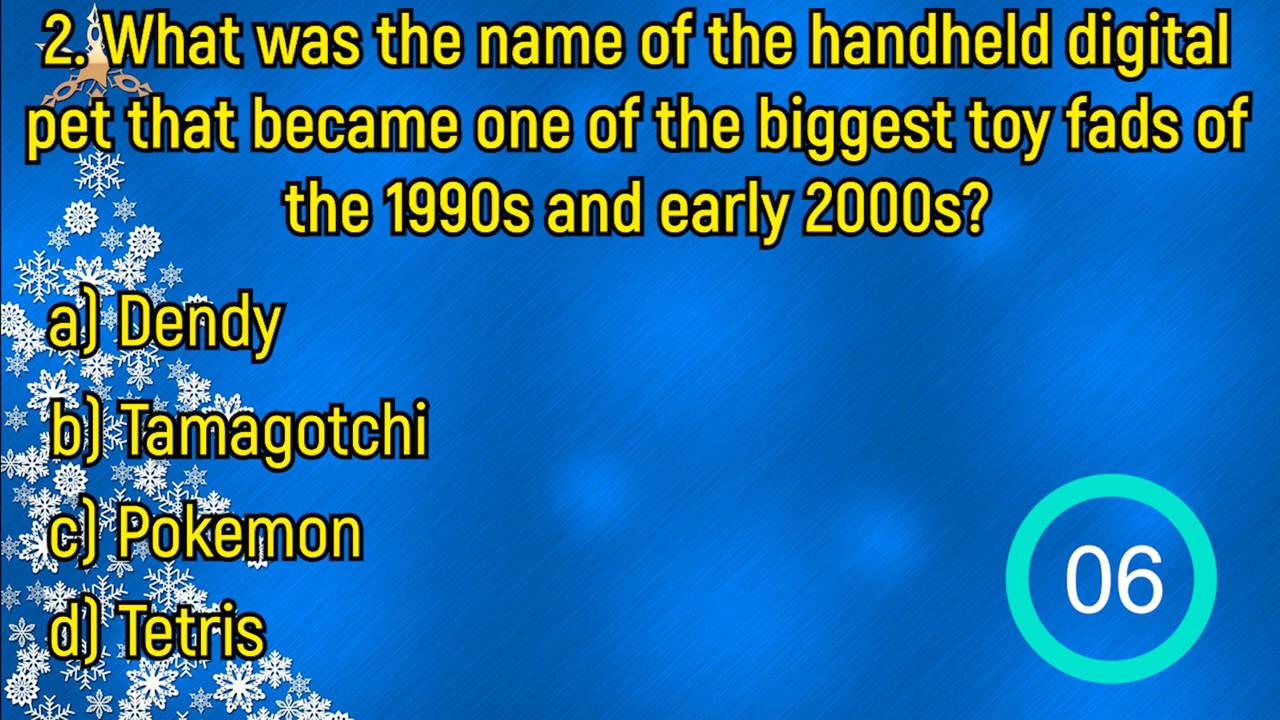 2. What was the name of the handheld digital
pet that became one of the biggest toy fads of
the 1990s and early 2000s?
a) Dendy
b) Tamagotchi
c) Pokemon
d) Tetris
06